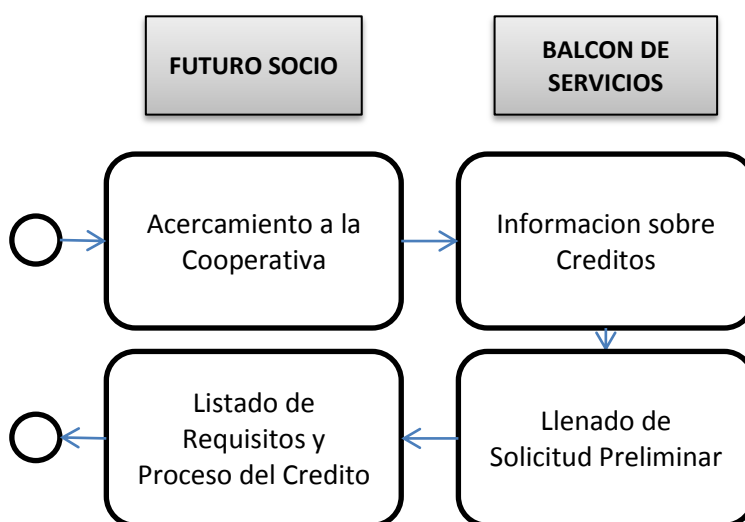 FUTURO SOCIO
BALCON DE
SERVICIOS
Acercamiento a la
Cooperativa
Informacion sobre
Creditos
Listado de
Requisitos y
Proceso del Credito
Llenado de
Solicitud Preliminar